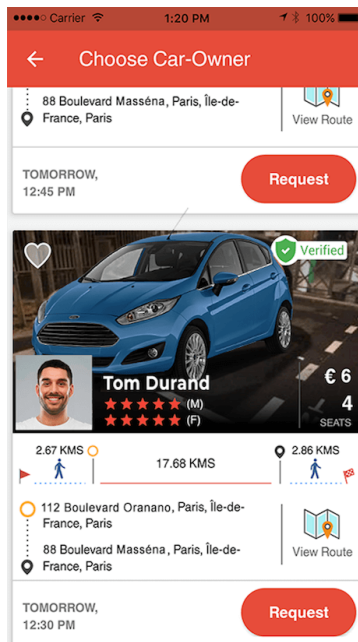 Carrier 1:20 PM 100%
Choose Car-Owner
88 Boulevard Masséna, Paris, Île-de-
France, Paris
View Route
TOMORROW,
12:45 PM
Request
Verified
Tom Durand
(M)
(F)
€ 6
4
SEATS
2.67 KMS
17.68 KMS
2.86 KMS
112 Boulevard Oranano, Paris, Île-de-
France, Paris
88 Boulevard Masséna, Paris, Île-de-
France, Paris
View Route
TOMORROW,
12:30 PM
Request